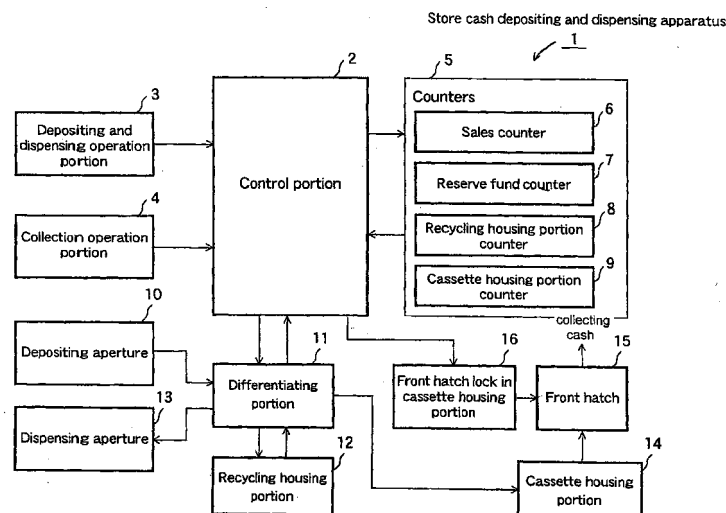 Store cash depositing and dispensing apparatus
1
2
5
3
Counters
6
Depositing and
dispensing operation
portion
Sales counter
7
Control portion
Reserve fund counter
4
8
Collection operation
portion
Recycling housing portion
counter
9
Cassette housing portion
counter
10
collecting
cash
11
16
15
Depositing aperture
Differentiating
portion
Front hatch lock in
cassette housing
portion
Front hatch
13
Dispensing aperture
12
14
Recycling housing
portion
Cassette housing
portion